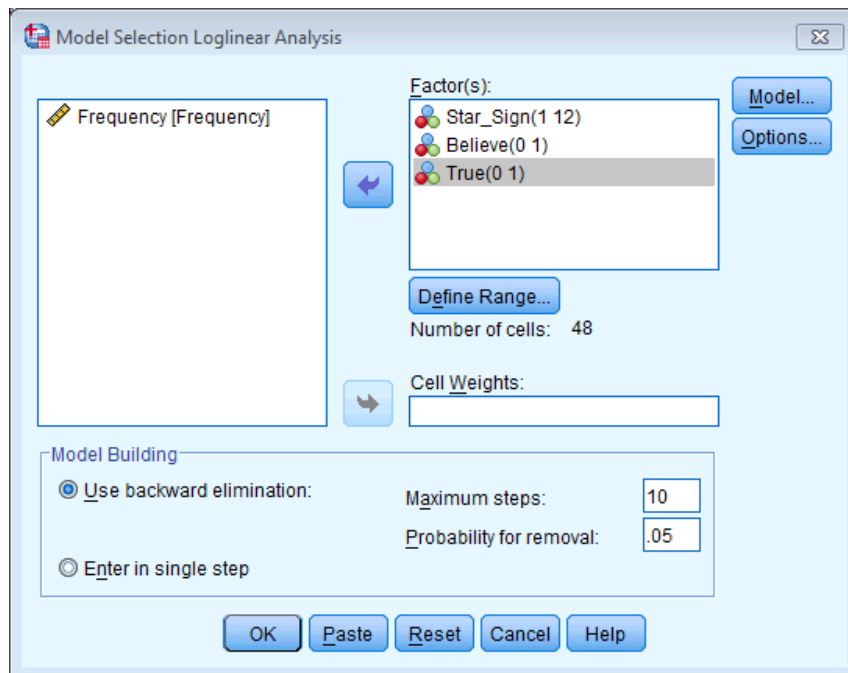 Model Selection Loglinear Analysis
Factor(s):
Frequency [Frequency]
Star_Sign(1 12)
Believe(0 1)
True(0 1)
Model...
Options...
Define Range...
Number of cells: 48
Cell Weights:
Model Building
Use backward elimination:
Maximum steps: 10
Probability for removal: .05
Enter in single step
OK Paste Reset Cancel Help